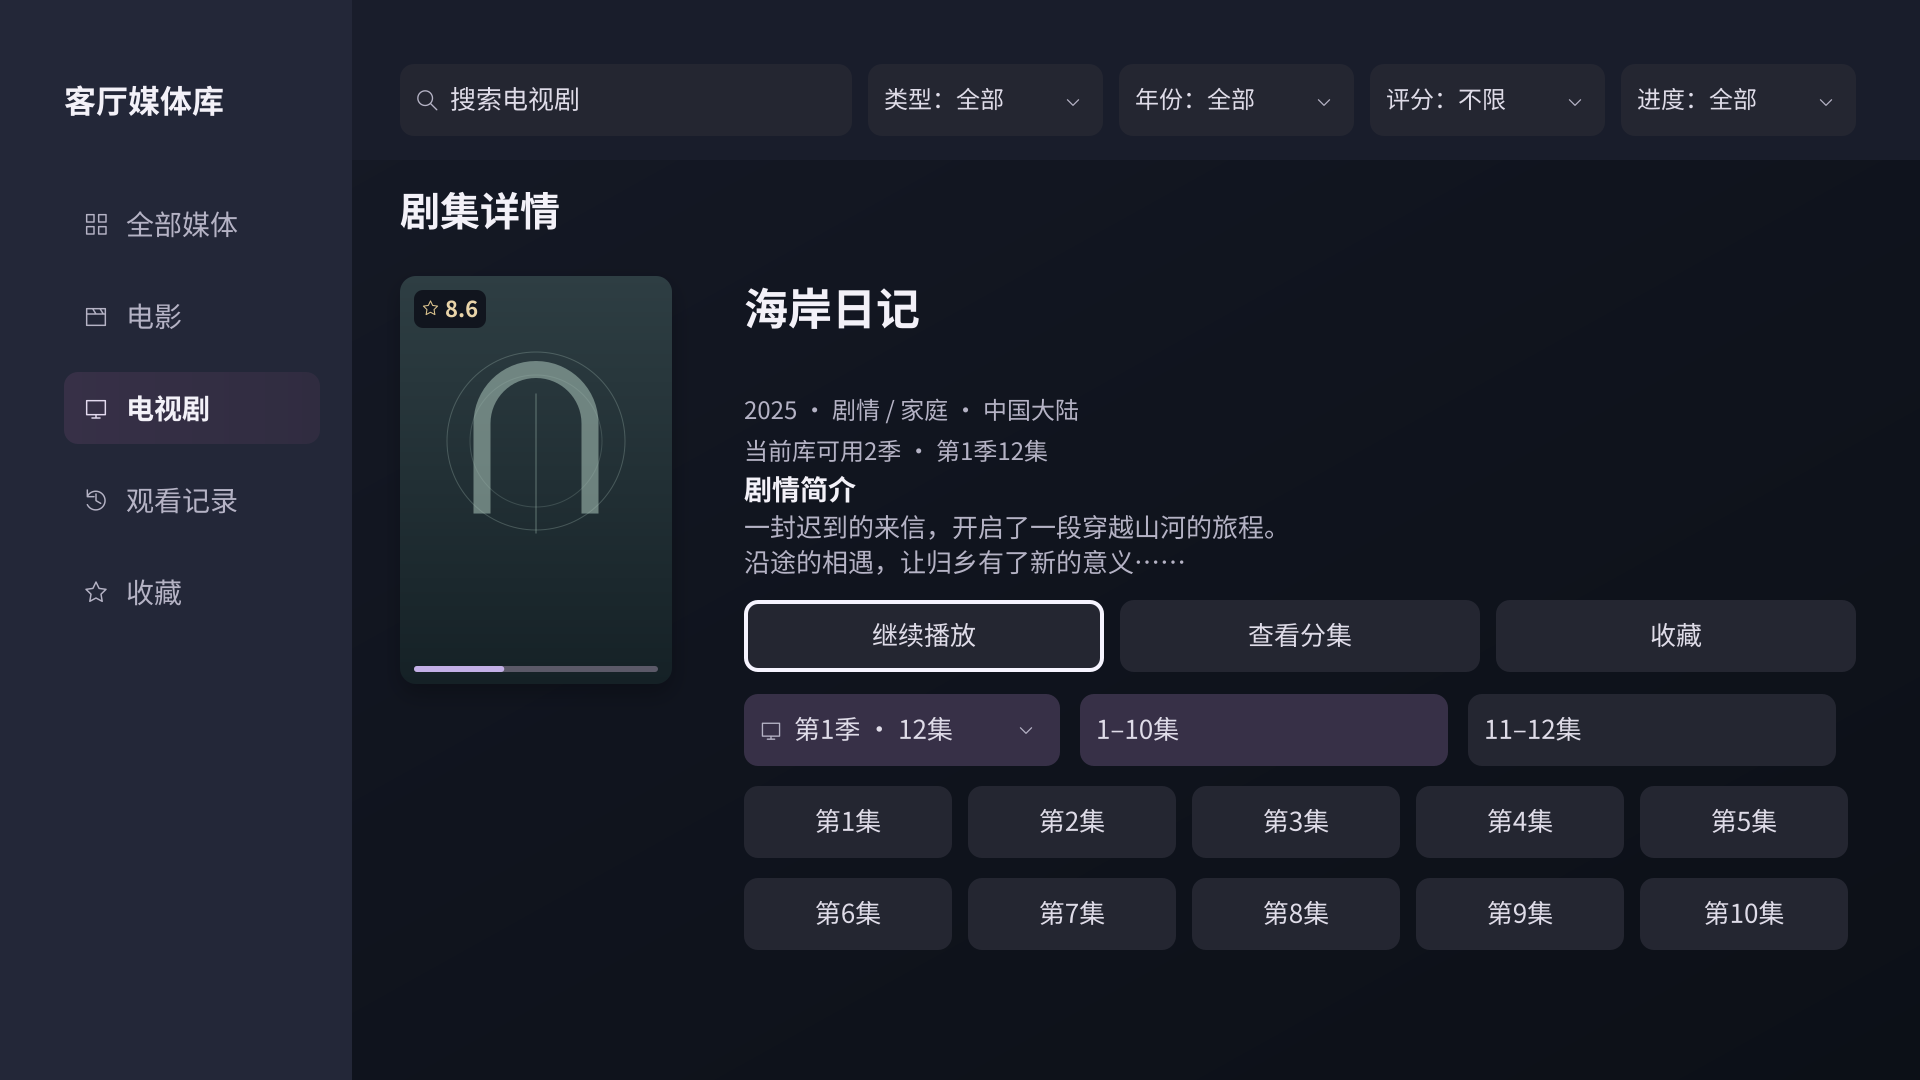 客厅媒体库
全部媒体
电影
电视剧
观看记录
收藏
搜索电视剧
类型：全部
年份：全部
评分：不限
进度：全部
剧集详情
8.6
海岸日记
2025 · 剧情 / 家庭 · 中国大陆
当前库可用2季 · 第1季12集
剧情简介
一封迟到的来信，开启了一段穿越山河的旅程。
沿途的相遇，让归乡有了新的意义……
继续播放
查看分集
收藏
第1季 · 12集
1–10集
11–12集
第1集
第2集
第3集
第4集
第5集
第6集
第7集
第8集
第9集
第10集